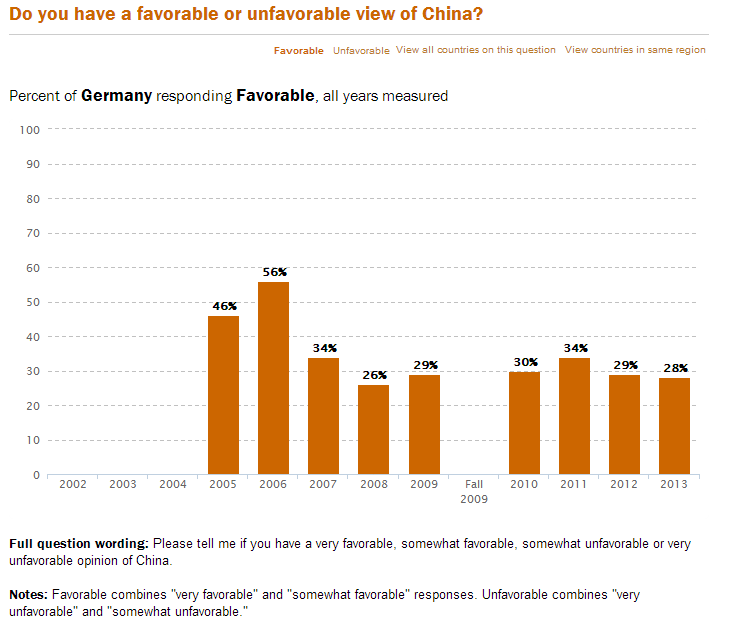 Do you have a favorable or unfavorable view of China?
Favorable Unfavorable View all countries on this question View countries in same region
Percent of Germany responding Favorable, all years measured
100
90
80
70
60
50
40
30
20
10
0
46%
56%
34%
26%
29%
30%
34%
29%
28%
2002 2003 2004 2005 2006 2007 2008 2009 Fall 2010 2011 2012 2013
2009
Full question wording: Please tell me if you have a very favorable, somewhat favorable, somewhat unfavorable or very
unfavorable opinion of China.
Notes: Favorable combines "very favorable" and "somewhat favorable" responses. Unfavorable combines "very
unfavorable" and "somewhat unfavorable."